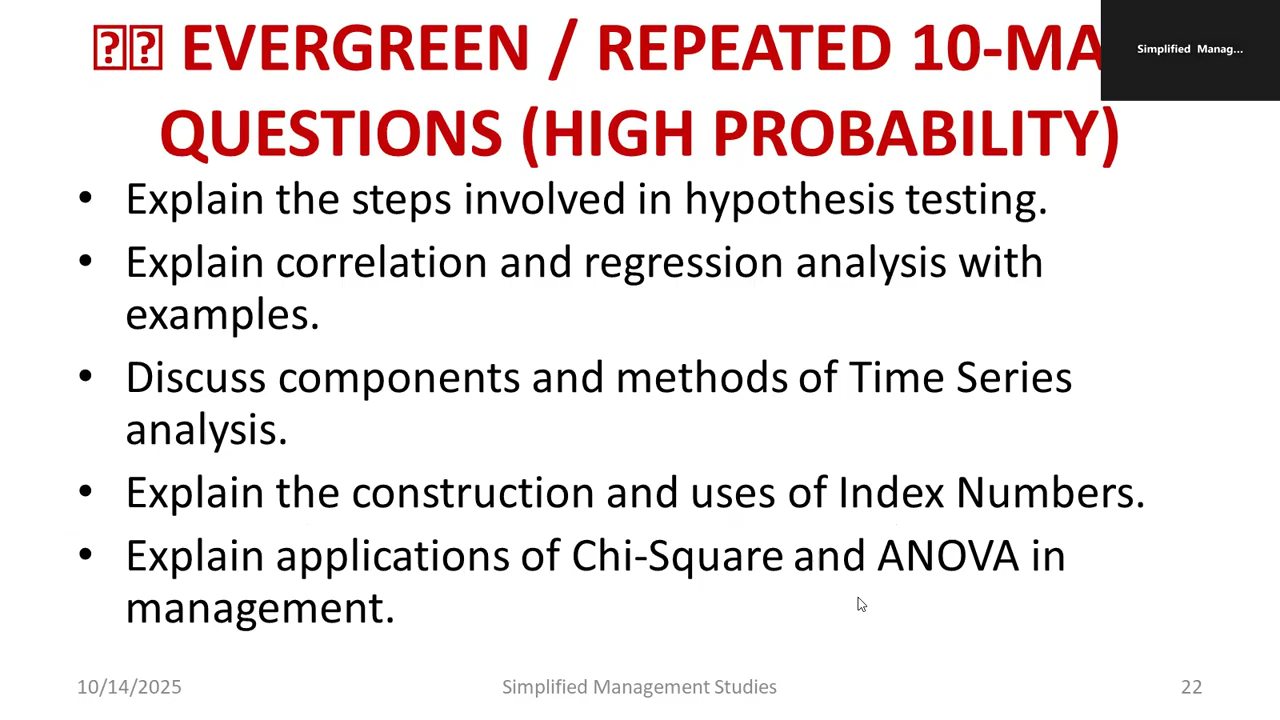 EVERGREEN / REPEATED 10-MA
Simplified Manag...
QUESTIONS (HIGH PROBABILITY)
• Explain the steps involved in hypothesis testing.
• Explain correlation and regression analysis with
examples.
• Discuss components and methods of Time Series
analysis.
• Explain the construction and uses of Index Numbers.
• Explain applications of Chi-Square and ANOVA in
management.
10/14/2025
Simplified Management Studies
22